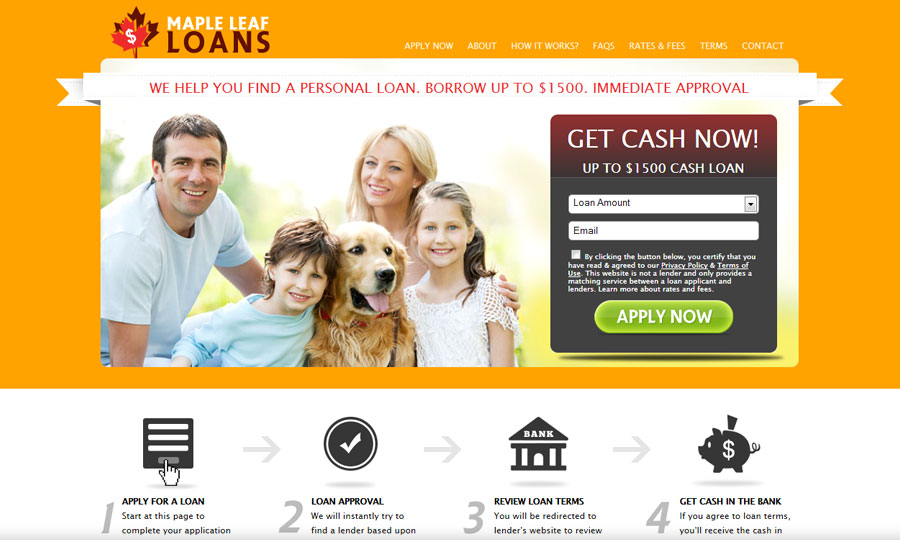 MAPLE LEAF
LOANS
$
APPLY NOW ABOUT HOW IT WORKS? FAQS RATES & FEES TERMS CONTACT
WE HELP YOU FIND A PERSONAL LOAN. BORROW UP TO $1500. IMMEDIATE APPROVAL
GET CASH NOW!
UP TO $1500 CASH LOAN
Loan Amount
Email
By clicking the button below, you certify that you
have read & agreed to our Privacy Policy & Terms of
Use. This website is not a lender and only provides a
matching service between a loan applicant and
lenders. Learn more about rates and fees.
APPLY NOW
1 APPLY FOR A LOAN
Start at this page to
complete your application
2 LOAN APPROVAL
We will instantly try to
find a lender based upon
BANK
3 REVIEW LOAN TERMS
You will be redirected to
lender's website to review
$
4 GET CASH IN THE BANK
If you agree to loan terms,
you'll receive the cash in